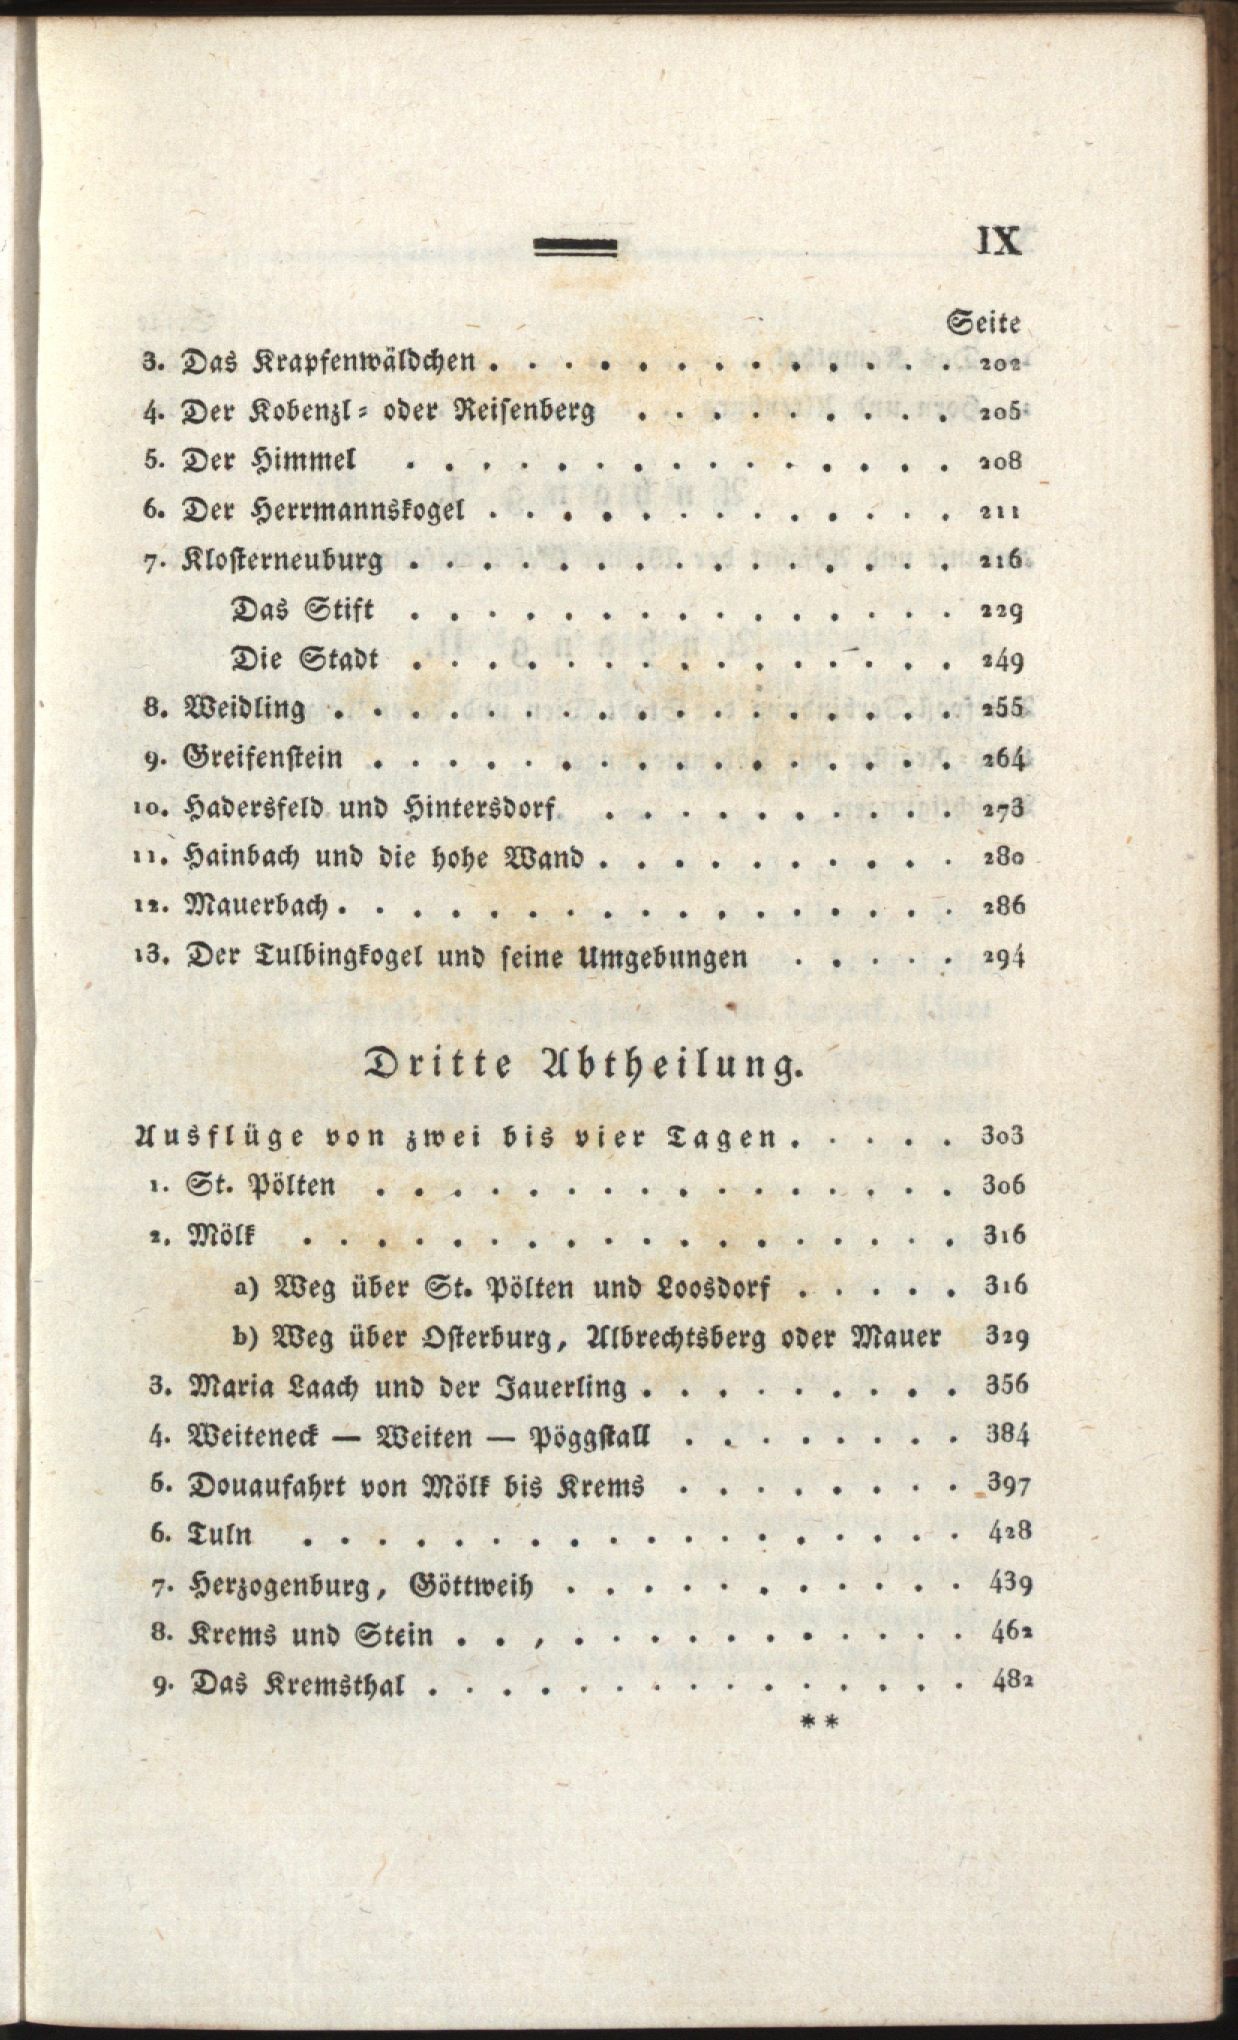 IX
Seite
3. Das Krapfenwäldchen . . . . . . . . . . . . . 202
4. Der Kobenzl- oder Reisenberg . . . . . . . . . 205
5. Der Himmel . . . . . . . . . . . . . . . 208
6. Der Herrmannskogel . . . . . . . . . . . . . 211
7. Klosterneuburg . . . . . . . . . . . . . . . 216
Das Stift . . . . . . . . . . . . . . . 229
Die Stadt . . . . . . . . . . . . . . . 249
8. Weidling . . . . . . . . . . . . . . . . . 255
9. Greifenstein . . . . . . . . . . . . . . . . 264
10. Hadersfeld und Hintersdorf . . . . . . . . . . 273
11. Hainbach und die hohe Wand . . . . . . . . . . 280
12. Mauerbach . . . . . . . . . . . . . . . . . 286
13. Der Tulbingkogel und seine Umgebungen . . . . . 294
Dritte Abtheilung.
Ausflüge von zwei bis vier Tagen . . . . . 303
1. St. Pölten . . . . . . . . . . . . . . . . 306
2. Mölk . . . . . . . . . . . . . . . . . . 316
a) Weg über St. Pölten und Loosdorf . . . . . 316
b) Weg über Osterburg, Albrechtsberg oder Mauer 329
3. Maria Laach und der Jauerling . . . . . . . . . 356
4. Weiteneck — Weiten — Pöggstall . . . . . . . . 384
5. Douaufahrt von Mölk bis Krems . . . . . . . . 397
6. Tuln . . . . . . . . . . . . . . . . . . 428
7. Herzogenburg, Göttweih . . . . . . . . . . . 439
8. Krems und Stein . . , . . . . . . . . . . . 462
9. Das Kremsthal . . . . . . . . . . . . . . . 482
**